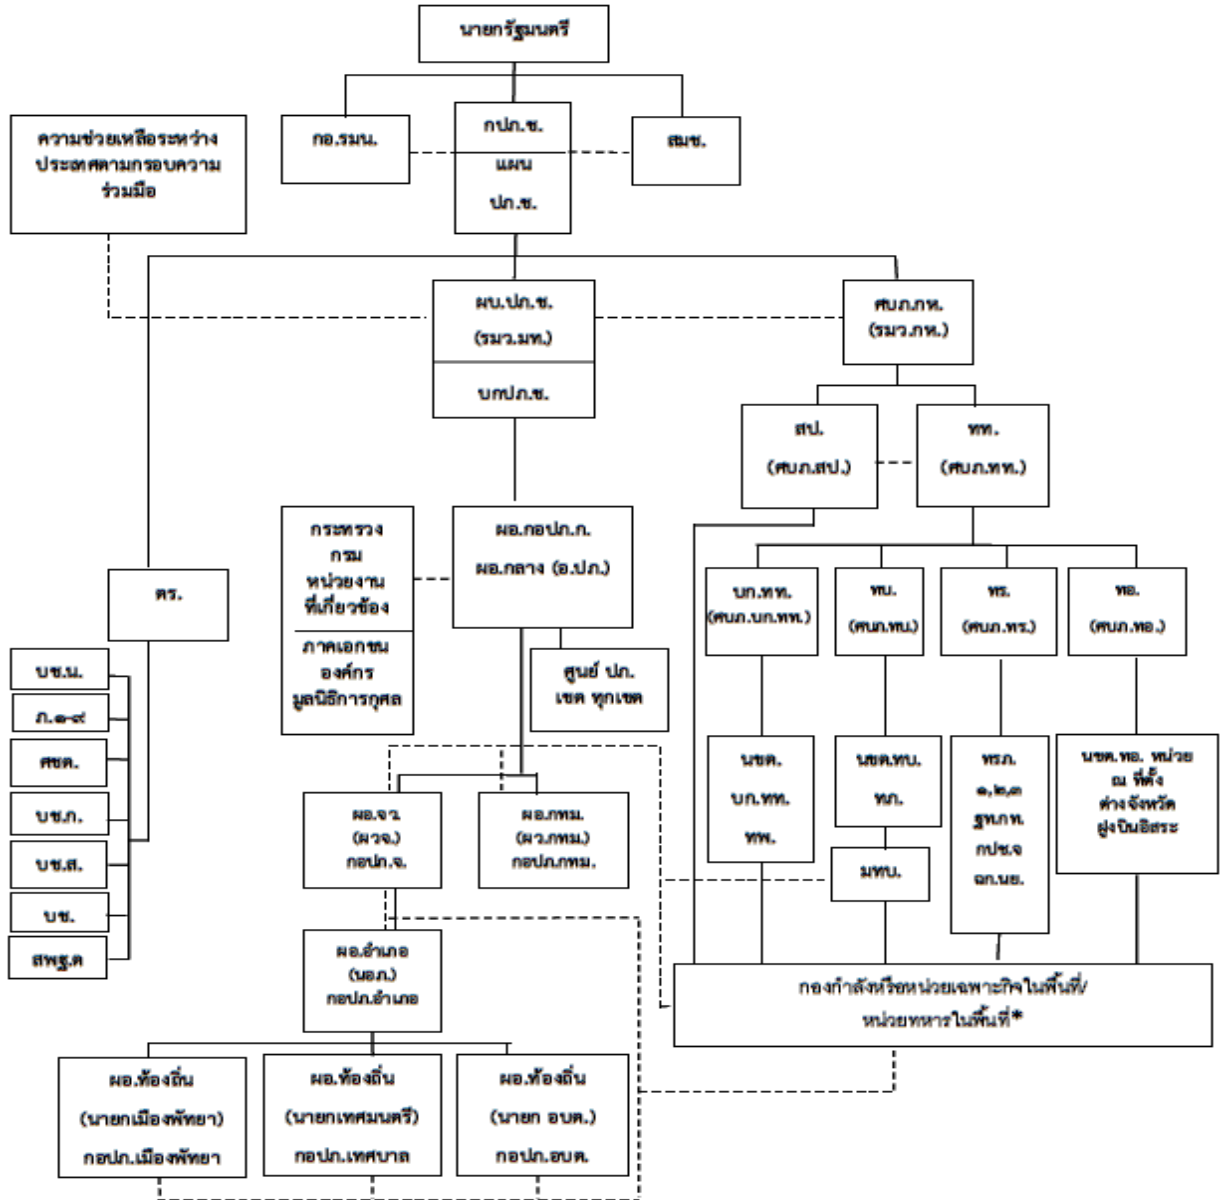 นายกรัฐมนตรี
กอ.รมน.
กปภ.ช.
แผน
ปภ.ช.
สมช.
ความช่วยเหลือระหว่าง
ประเทศตามกรอบความ
ร่วมมือ
ผบ.ปภ.ช.
(รมว.มท.)
บกปภ.ช.
ศบภ.กห.
(รมว.กห.)
สป.
(ศบภ.สป.)
ทท.
(ศบภ.ทท.)
กระทรวง
กรม
หน่วยงาน
ที่เกี่ยวข้อง
ภาคเอกชน
องค์กร
มูลนิธิการกุศล
ผอ.กอปภ.ก.
ผอ.กลาง (อ.ปภ.)
ศูนย์ ปภ.
เขต ทุกเขต
ตร.
บช.น.
ภ.๑-๙
ศชต.
บช.ก.
บช.ส.
บช.
สพฐ.ต
บก.ทท.
(ศบภ.บก.ทท.)
ทบ.
(ศบภ.ทบ.)
ทร.
(ศบภ.ทร.)
ทอ.
(ศบภ.ทอ.)
นขต.
บก.ทท.
ทพ.
นขต.ทบ.
ทภ.
มทบ.
ทรภ.
๑,๒,๓
ฐท.กท.
กปช.จ
ฉก.นย.
นขต.ทอ. หน่วย
ณ ที่ตั้ง
ต่างจังหวัด
ฝูงบินอิสระ
ผอ.จว.
(ผวจ.)
กอปภ.จ.
ผอ.กทม.
(ผว.กทม.)
กอปภ.กทม.
ผอ.อำเภอ
(นอภ.)
กอปภ.อำเภอ
กองกำลังหรือหน่วยเฉพาะกิจในพื้นที่/
หน่วยทหารในพื้นที่*
ผอ.ท้องถิ่น
(นายกเมืองพัทยา)
กอปภ.เมืองพัทยา
ผอ.ท้องถิ่น
(นายกเทศมนตรี)
กอปภ.เทศบาล
ผอ.ท้องถิ่น
(นายก อบต.)
กอปภ.อบต.